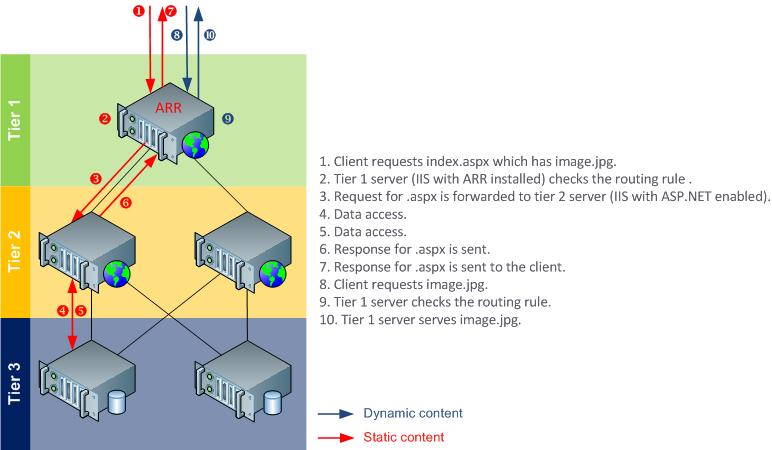 1 7
8 10
Tier 1
ARR
2 9
3
6
Tier 2
4 5
Tier 3
1. Client requests index.aspx which has image.jpg.
2. Tier 1 server (IIS with ARR installed) checks the routing rule .
3. Request for .aspx is forwarded to tier 2 server (IIS with ASP.NET enabled).
4. Data access.
5. Data access.
6. Response for .aspx is sent.
7. Response for .aspx is sent to the client.
8. Client requests image.jpg.
9. Tier 1 server checks the routing rule.
10. Tier 1 server serves image.jpg.
Dynamic content
Static content